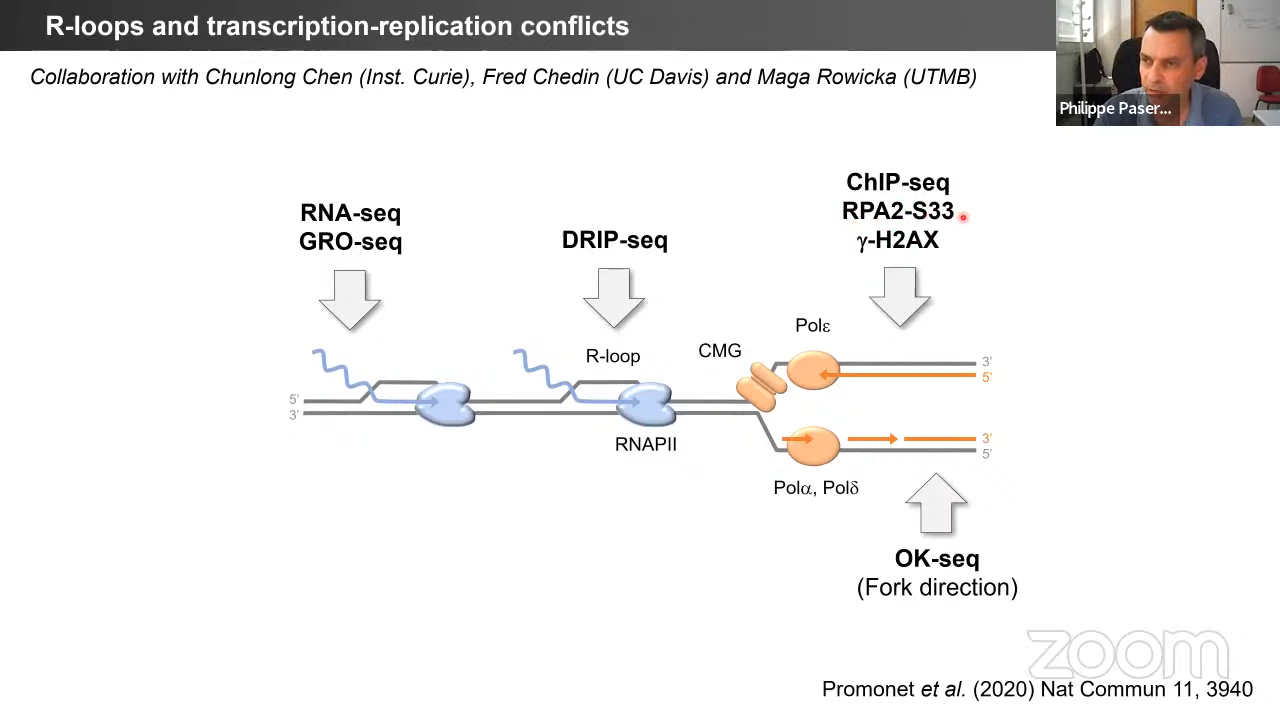 R-loops and transcription-replication conflicts
Collaboration with Chunlong Chen (Inst. Curie), Fred Chedin (UC Davis) and Maga Rowicka (UTMB)
Philippe Paser...
RNA-seq
GRO-seq
DRIP-seq
ChIP-seq
RPA2-S33
γ-H2AX
Polε
CMG
R-loop
3'
5'
5'
3'
RNAPII
3'
5'
Polα, Polδ
OK-seq
(Fork direction)
zoom
Promonet et al. (2020) Nat Commun 11, 3940